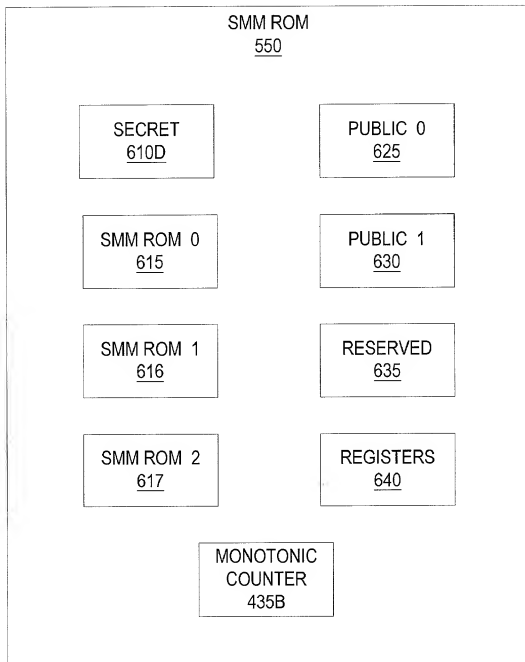 SMM ROM
550
SECRET
610D
PUBLIC 0
625
SMM ROM 0
615
PUBLIC 1
630
SMM ROM 1
616
RESERVED
635
SMM ROM 2
617
REGISTERS
640
MONOTONIC
COUNTER
435B